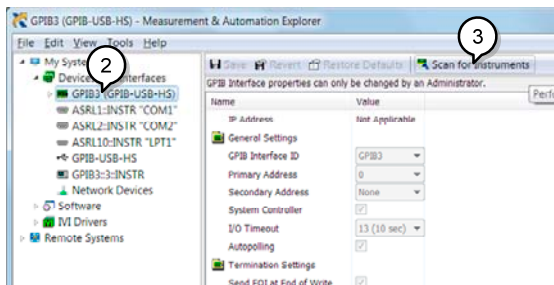 GPIB3 (GPIB-USB-HS) - Measurement & Automation Explorer
File Edit View Tools Help
My System
Devices Interfaces
GPIB3 (GPIB-USB-HS)
ASRL1::INSTR "COM1"
ASRL2::INSTR "COM2"
ASRL10::INSTR "LPT1"
GPIB-USB-HS
GPIB3::3::INSTR
Network Devices
Software
IVI Drivers
Remote Systems
2
3
Save Revert Restore Defaults Scan for Instruments
GPIB Interface properties can only be changed by an Administrator.
Perfo
Name Value
IP Address Not Applicable
General Settings
GPIB Interface ID GPIB3
Primary Address 0
Secondary Address None
System Controller
I/O Timeout 13 (10 sec)
Autopolling
Termination Settings
Send EOI at End of Write